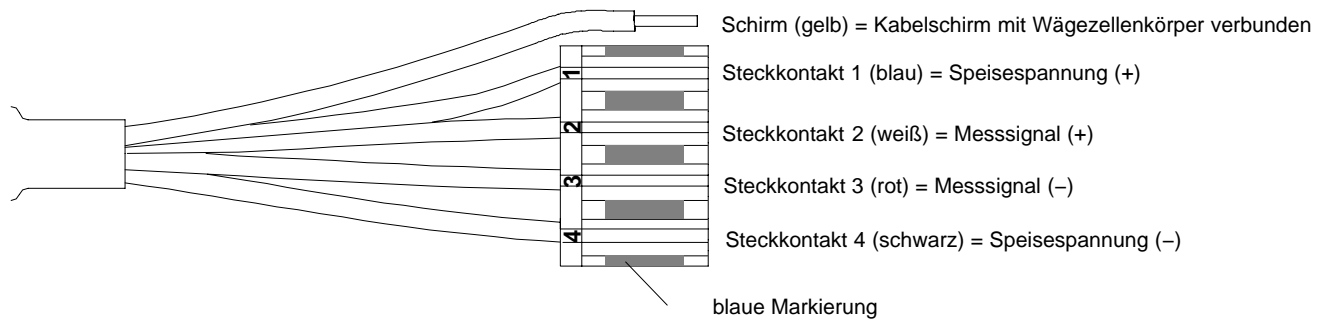 Schirm (gelb) = Kabelschirm mit Wägezellenkörper verbunden
1
Steckkontakt 1 (blau) = Speisespannung (+)
2
Steckkontakt 2 (weiß) = Messsignal (+)
3
Steckkontakt 3 (rot) = Messsignal (−)
4
Steckkontakt 4 (schwarz) = Speisespannung (−)
blaue Markierung